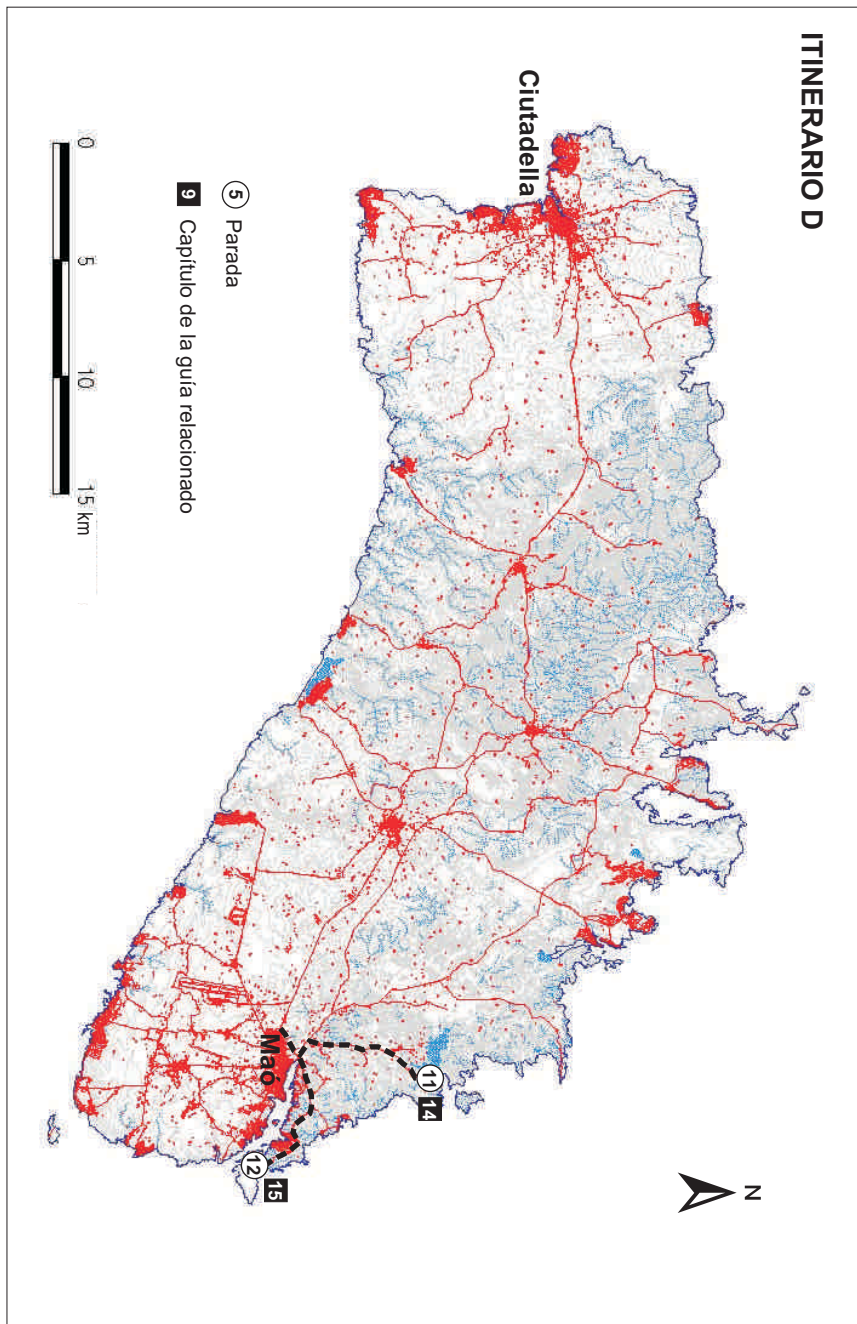 ITINERARIO D
N
Ciutadella
Maó
11
14
12
15
5 Parada
9 Capítulo de la guía relacionado
0 5 10 15 km